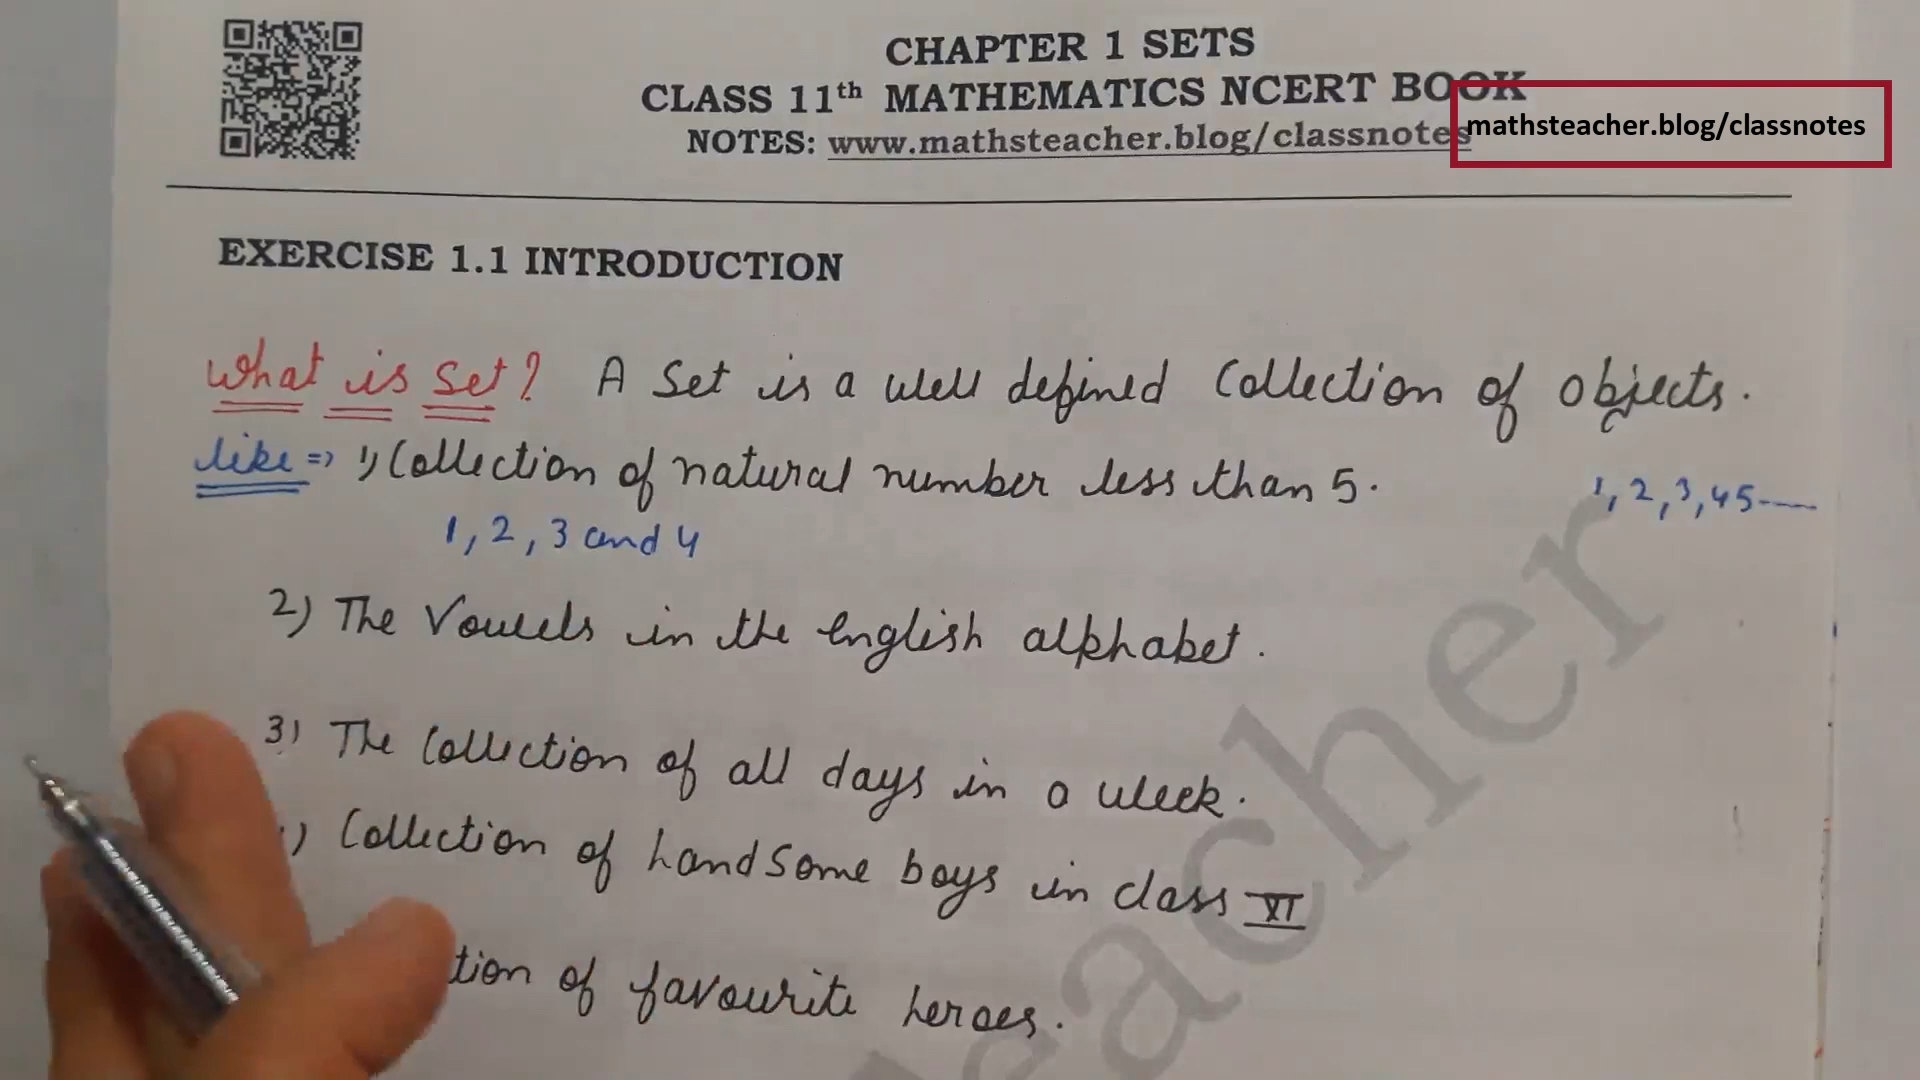 CHAPTER 1 SETS
CLASS 11th MATHEMATICS NCERT BOOK
NOTES: www.mathsteacher.blog/classnotes
mathsteacher.blog/classnotes
EXERCISE 1.1 INTRODUCTION
What is Set? A Set is a well defined Collection of objects.
like => 1) Collection of natural number less than 5.
1, 2, 3, 4 5-----
1, 2, 3 and 4
2) The Vowels in the english alphabet.
3) The Collection of all days in a week.
) Collection of handsome boys in class XI
tion of favourite heroes.
eacher